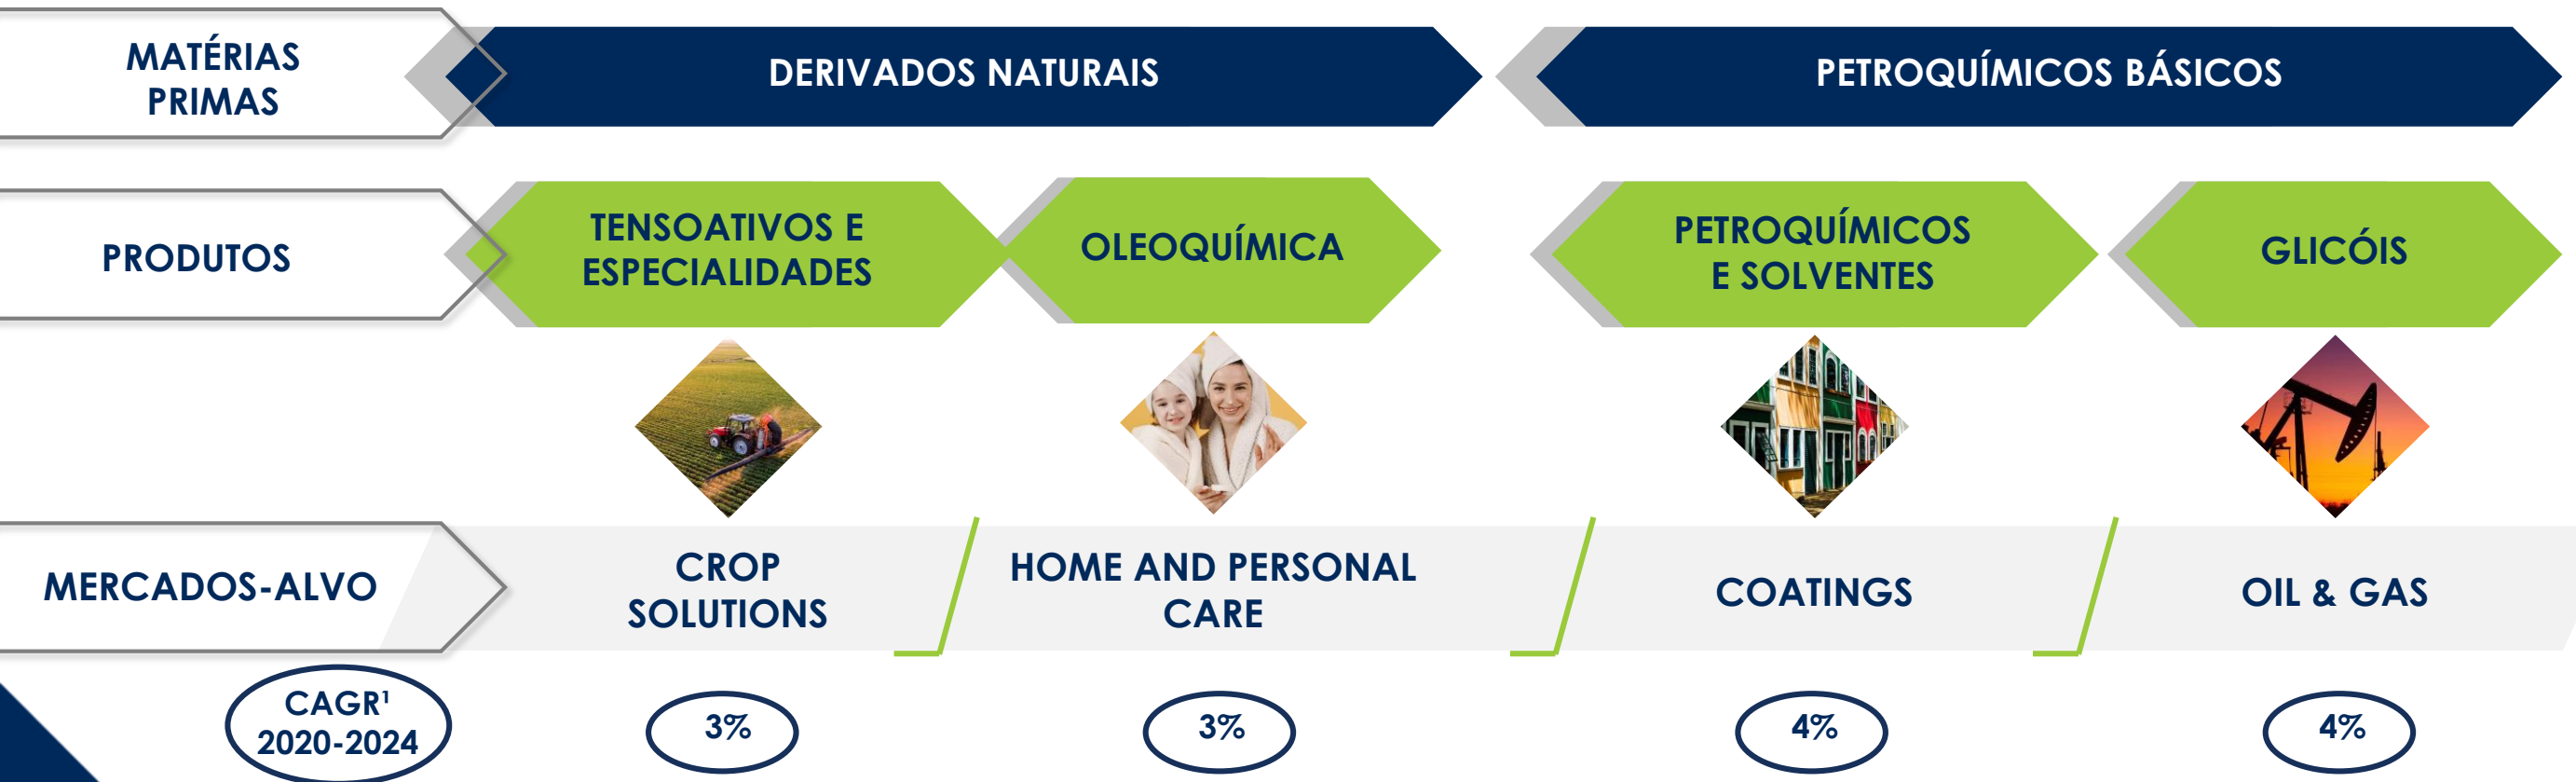 MATÉRIAS
PRIMAS
DERIVADOS NATURAIS
PETROQUÍMICOS BÁSICOS
PRODUTOS
TENSOATIVOS E
ESPECIALIDADES
OLEOQUÍMICA
PETROQUÍMICOS
E SOLVENTES
GLICÓIS
MERCADOS-ALVO
CROP
SOLUTIONS
HOME AND PERSONAL
CARE
COATINGS
OIL & GAS
CAGR¹
2020-2024
3%
3%
4%
4%